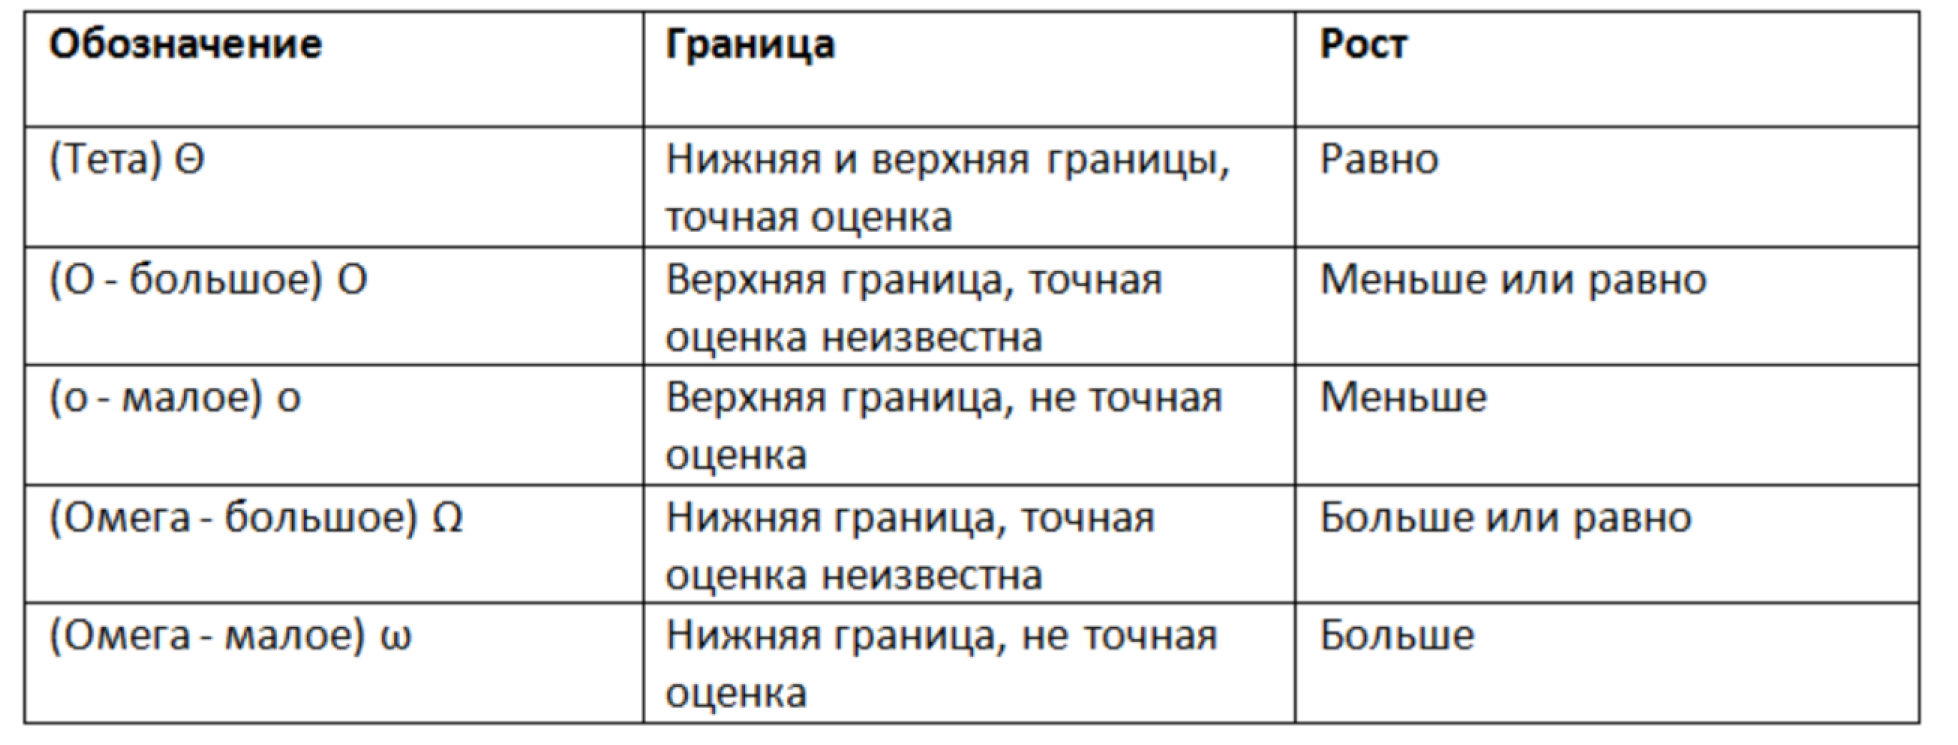 Обозначение Граница Рост
(Тета) Θ Нижняя и верхняя границы, Равно
точная оценка
(О - большое) О Верхняя граница, точная Меньше или равно
оценка неизвестна
(о - малое) о Верхняя граница, не точная Меньше
оценка
(Омега - большое) Ω Нижняя граница, точная Больше или равно
оценка неизвестна
(Омега - малое) ω Нижняя граница, не точная Больше
оценка